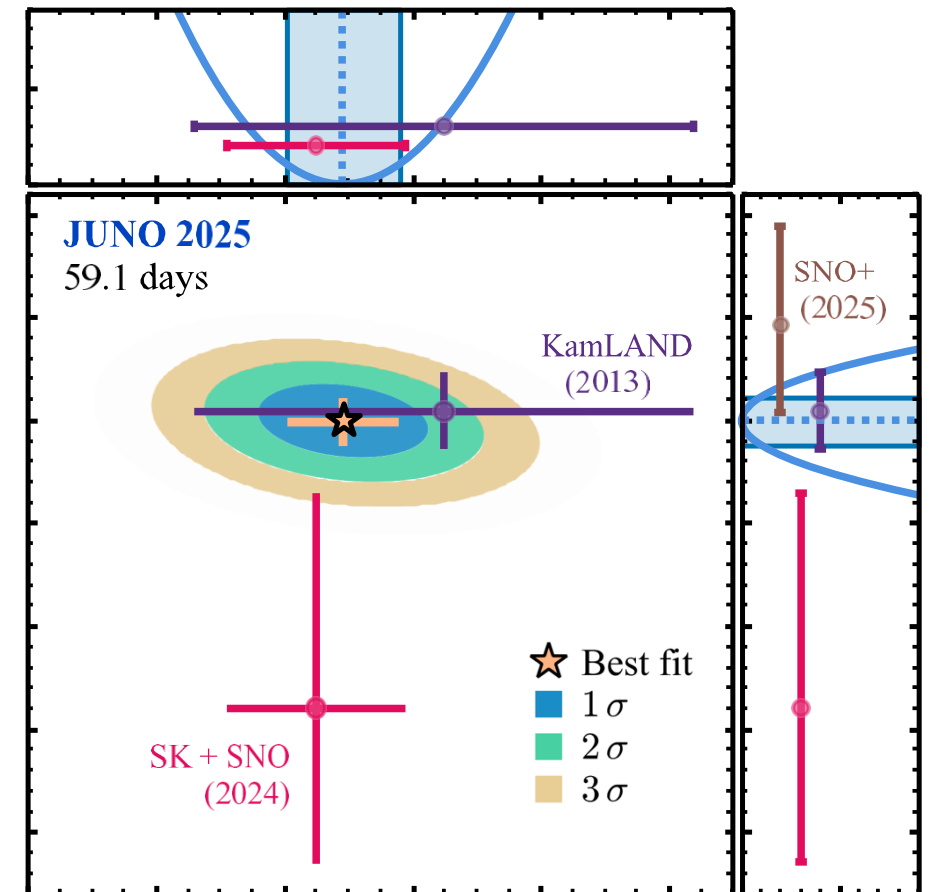 JUNO 2025
59.1 days
SNO+
(2025)
KamLAND
(2013)
Best fit
1 σ
2 σ
3 σ
SK + SNO
(2024)